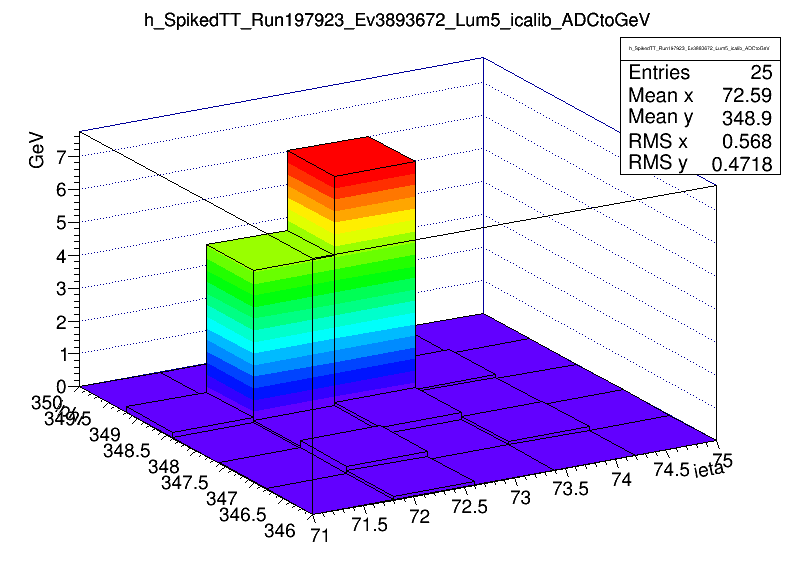 h_SpikedTT_Run197923_Ev3893672_Lum5_icalib_ADCtoGeV
h_SpikedTT_Run197923_Ev3893672_Lum5_icalib_ADCtoGeV
Entries 25
Mean x 72.59
Mean y 348.9
RMS x 0.568
RMS y 0.4718
GeV
7
6
5
4
3
2
1
0
350
349.5
349
348.5
348
347.5
347
346.5
346
71
71.5
72
72.5
73
73.5
74
74.5
75
ieta